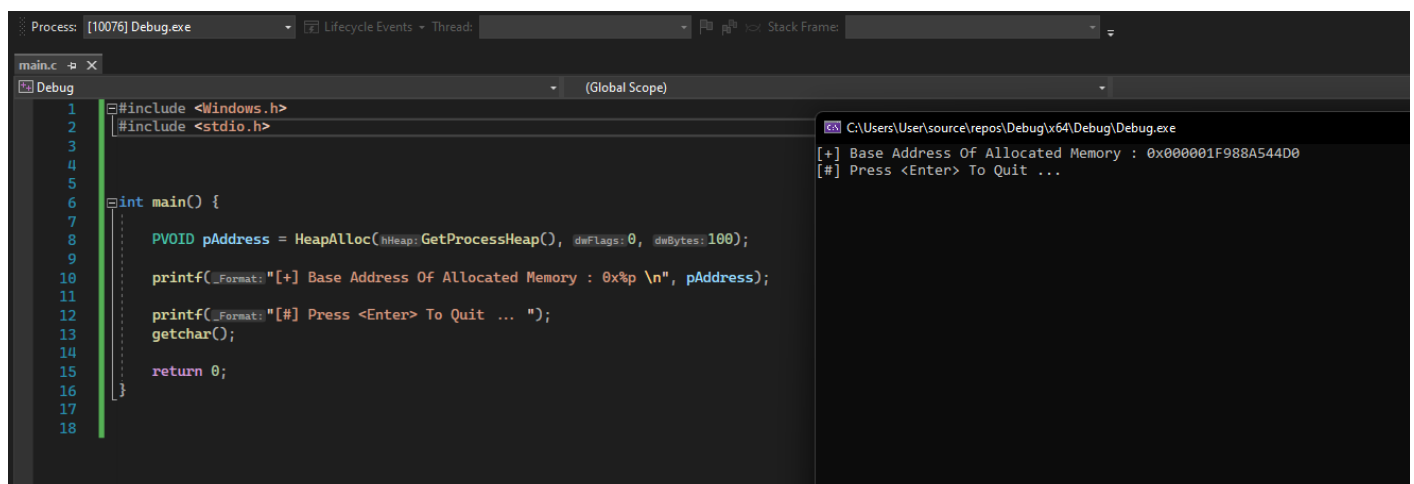 Process: [10076] Debug.exe Lifecycle Events Thread: Stack Frame:
main.c
Debug (Global Scope)
1 #include <Windows.h>
2 #include <stdio.h>
3
4
5
6 int main() {
7
8 PVOID pAddress = HeapAlloc(hHeap:GetProcessHeap(), dwFlags:0, dwBytes:100);
9
10 printf(_Format:"[+] Base Address Of Allocated Memory : 0x%p \n", pAddress);
11
12 printf(_Format:"[#] Press <Enter> To Quit ... ");
13 getchar();
14
15 return 0;
16 }
17
18
C:\Users\User\source\repos\Debug\x64\Debug\Debug.exe
[+] Base Address Of Allocated Memory : 0x000001F988A544D0
[#] Press <Enter> To Quit ...